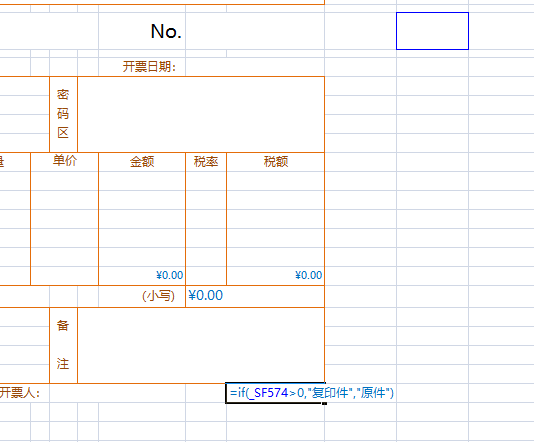 No.
开票日期:
密
码
区
量 单价 金额 税率 税额
¥0.00 ¥0.00
(小写) ¥0.00
备
注
开票人: =if(_SF574>0,"复印件","原件")